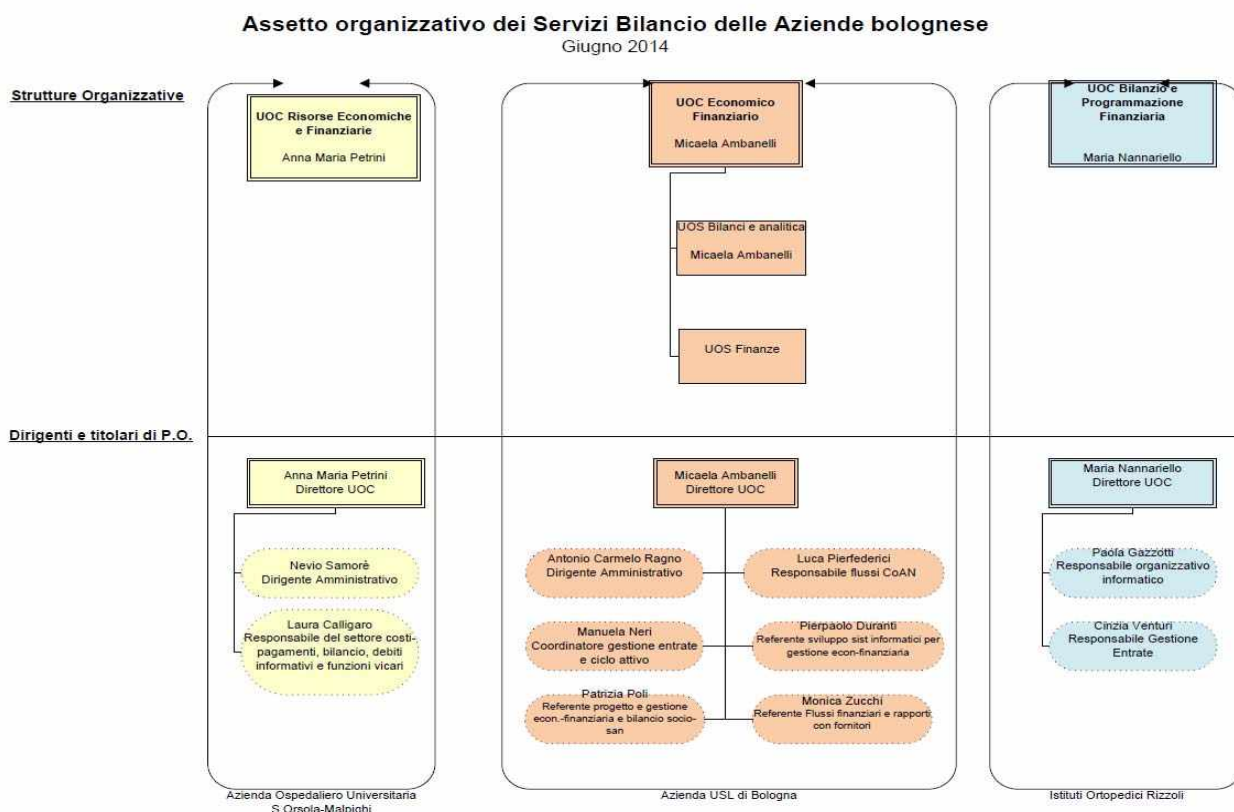 Assetto organizzativo dei Servizi Bilancio delle Aziende bolognese
Giugno 2014
Strutture Organizzative
UOC Risorse Economiche
e Finanziarie
Anna Maria Petrini
UOC Economico
Finanziario
Micaela Ambanelli
UOC Bilanzio e
Programmazione
Finanziaria
Maria Nannariello
UOS Bilanci e analitica
Micaela Ambanelli
UOS Finanze
Dirigenti e titolari di P.O.
Anna Maria Petrini
Direttore UOC
Nevio Samorè
Dirigente Amministrativo
Laura Calligaro
Responsabile del settore costi-
pagamenti, bilancio, debiti
informativi e funzioni vicari
Micaela Ambanelli
Direttore UOC
Antonio Carmelo Ragno
Dirigente Amministrativo
Luca Pierfederici
Responsabile flussi CoAN
Manuela Neri
Coordinatore gestione entrate
e ciclo attivo
Pierpaolo Duranti
Referente sviluppo sist informatici per
gestione econ-finanziaria
Patrizia Poli
Referente progetto e gestione
econ.-finanziaria e bilancio socio-
san
Monica Zucchi
Referente Flussi finanziari e rapporti
con fornitori
Maria Nannariello
Direttore UOC
Paola Gazzotti
Responsabile organizzativo
informatico
Cinzia Venturi
Responsabile Gestione
Entrate
Azienda Ospedaliero Universitaria
S.Orsola-Malpighi
Azienda USL di Bologna
Istituti Ortopedici Rizzoli